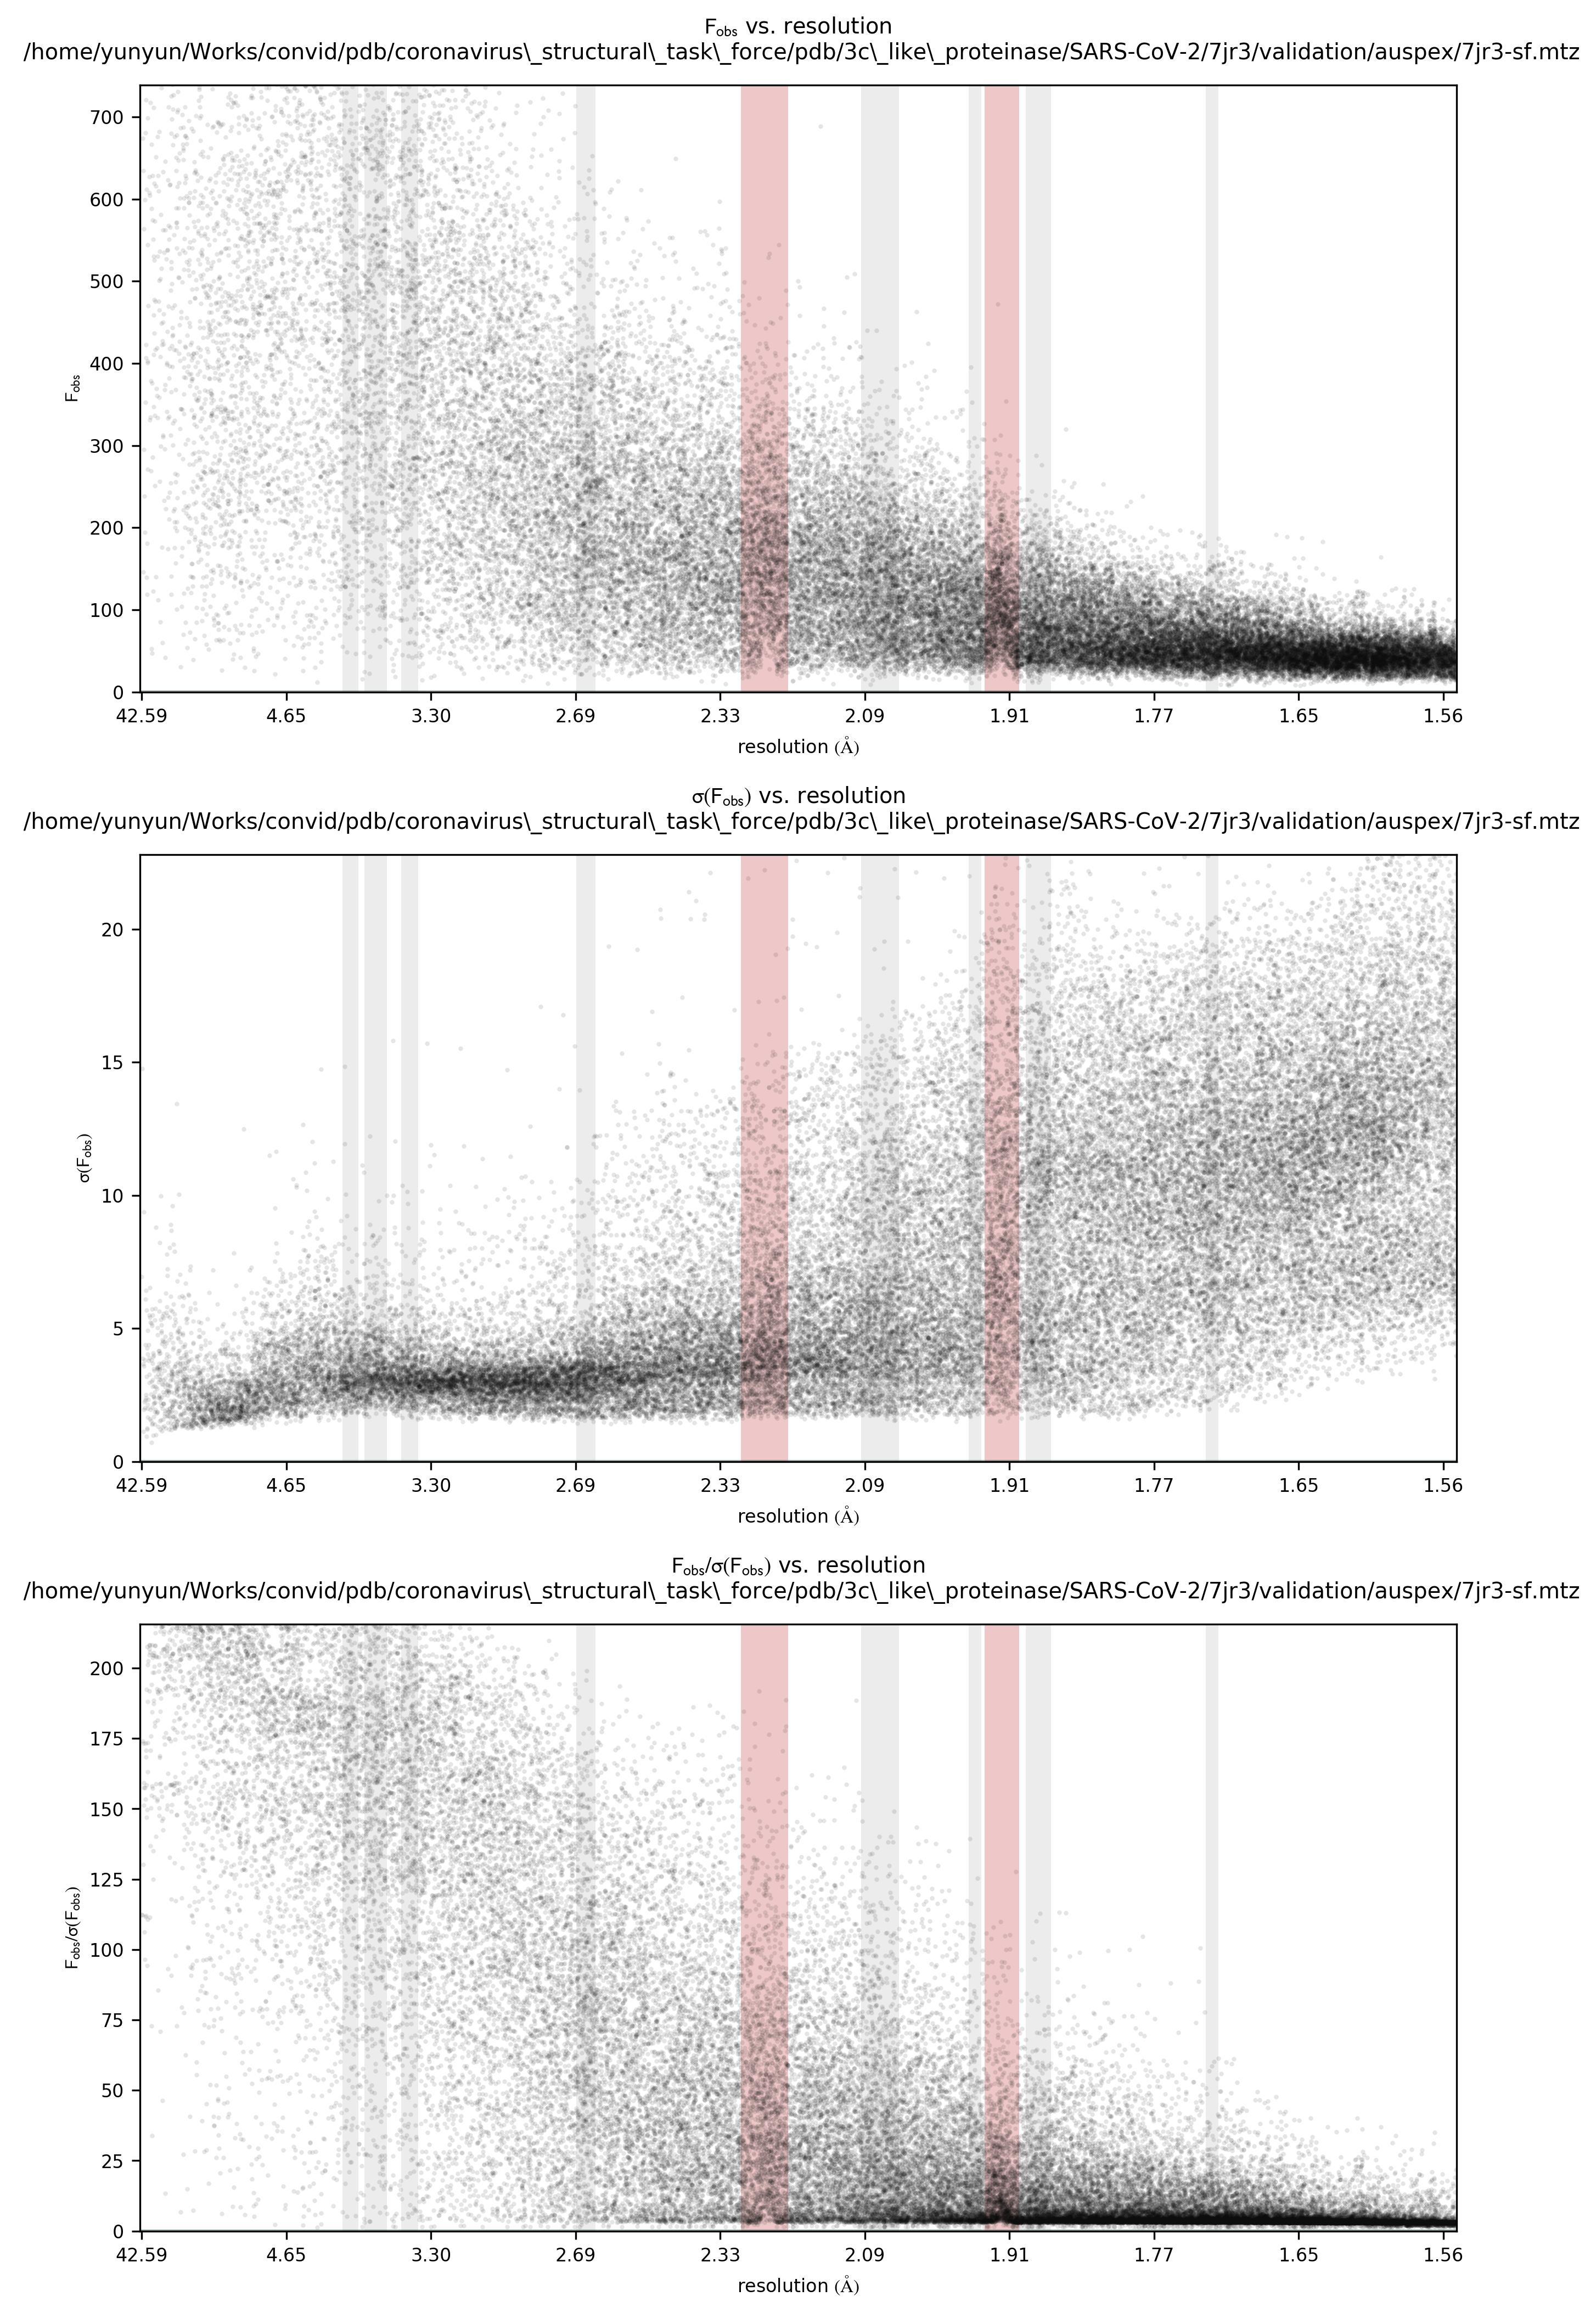 Fobs vs. resolution
/home/yunyun/Works/convid/pdb/coronavirus\_structural\_task\_force/pdb/3c\_like\_proteinase/SARS-CoV-2/7jr3/validation/auspex/7jr3-sf.mtz
700
600
500
400
300
200
100
0
Fobs
42.59 4.65 3.30 2.69 2.33 2.09 1.91 1.77 1.65 1.56
resolution (Å)
σ(Fobs) vs. resolution
/home/yunyun/Works/convid/pdb/coronavirus\_structural\_task\_force/pdb/3c\_like\_proteinase/SARS-CoV-2/7jr3/validation/auspex/7jr3-sf.mtz
20
15
10
5
0
σ(Fobs)
42.59 4.65 3.30 2.69 2.33 2.09 1.91 1.77 1.65 1.56
resolution (Å)
Fobs/σ(Fobs) vs. resolution
/home/yunyun/Works/convid/pdb/coronavirus\_structural\_task\_force/pdb/3c\_like\_proteinase/SARS-CoV-2/7jr3/validation/auspex/7jr3-sf.mtz
200
175
150
125
100
75
50
25
0
Fobs/σ(Fobs)
42.59 4.65 3.30 2.69 2.33 2.09 1.91 1.77 1.65 1.56
resolution (Å)